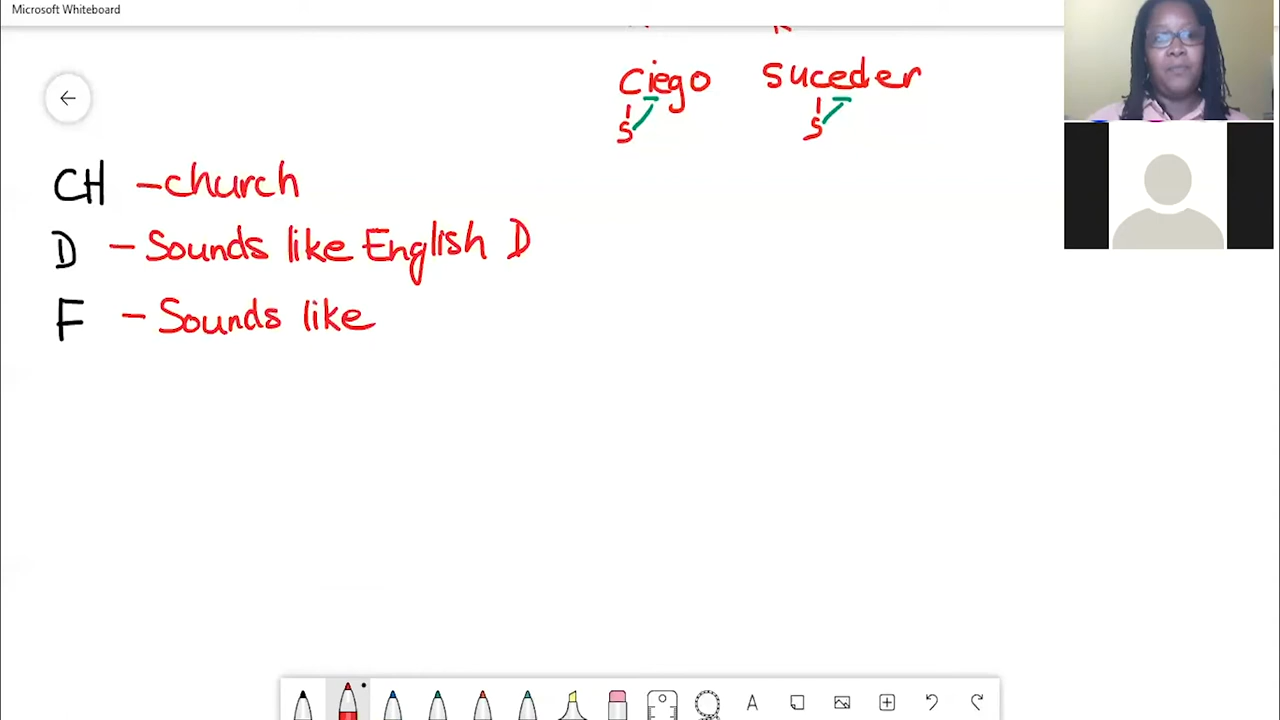 Microsoft Whiteboard
Ciego suceder
S S
CH - church
D - Sounds like English D
F - Sounds like
A